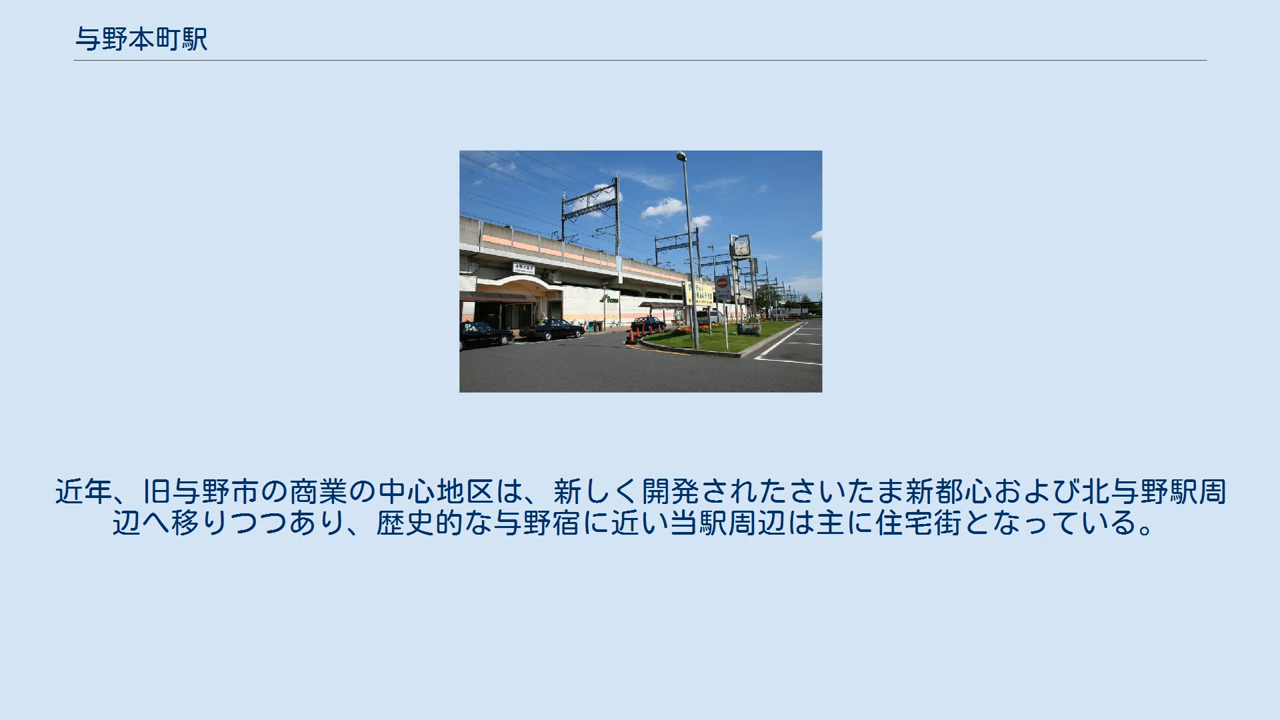 与野本町駅
近年、旧与野市の商業の中心地区は、新しく開発されたさいたま新都心および北与野駅周
辺へ移りつつあり、歴史的な与野宿に近い当駅周辺は主に住宅街となっている。